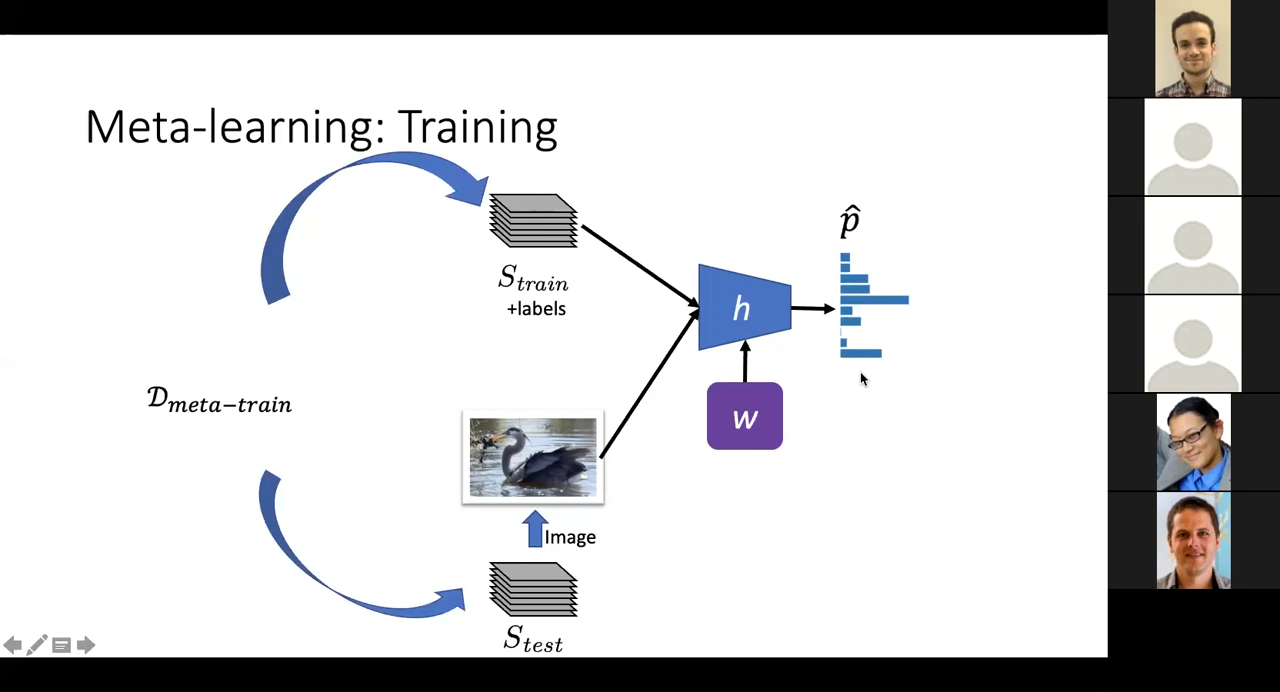 Meta-learning: Training
S_train
+labels
p̂
h
𝒟_meta−train
w
Image
S_test